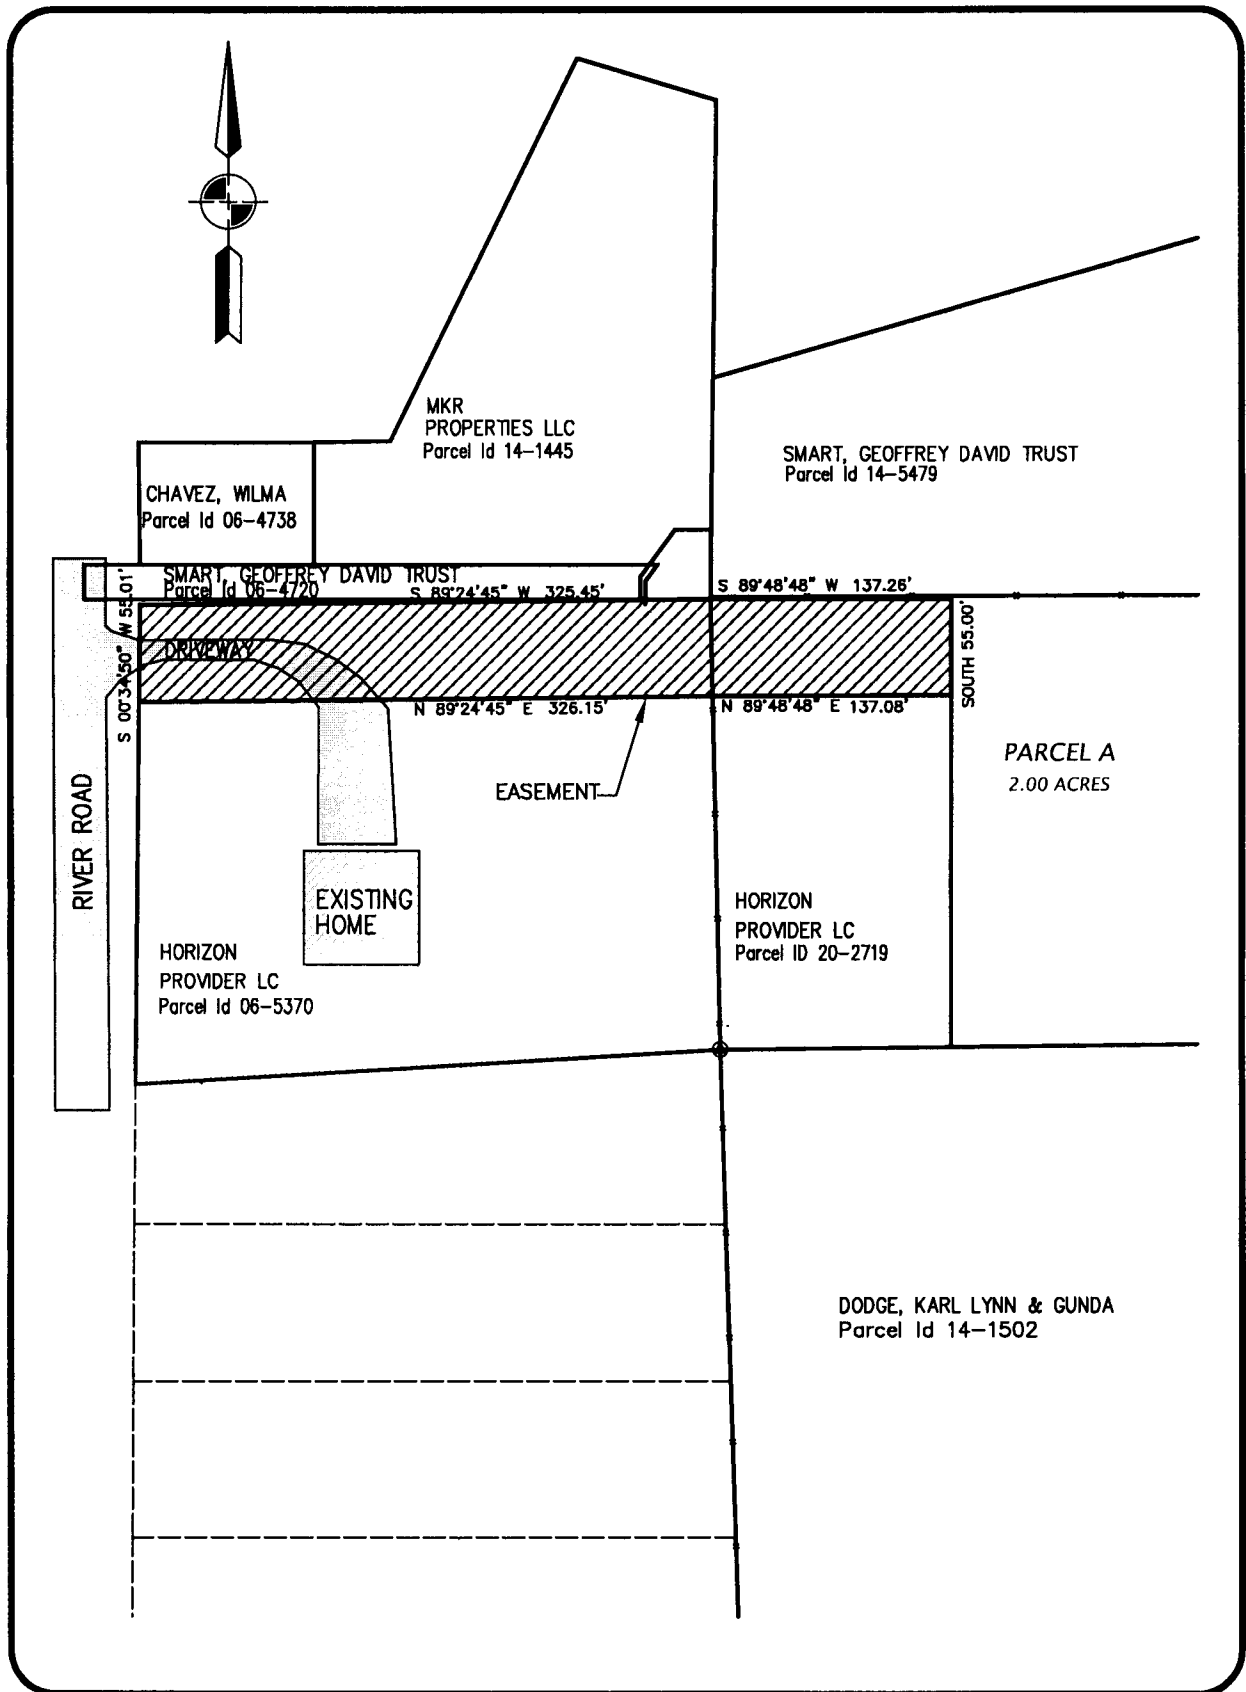 MKR
PROPERTIES LLC
Parcel Id 14-1445
SMART, GEOFFREY DAVID TRUST
Parcel Id 14-5479
CHAVEZ, WILMA
Parcel Id 06-4738
SMART, GEOFFREY DAVID TRUST
Parcel Id 06-4720
S 89°24'45" W 325.45'
S 89°48'48" W 137.26'
S 00°34'50" W 55.01'
DRIVEWAY
SOUTH 55.00'
N 89°24'45" E 326.15'
N 89°48'48" E 137.08'
PARCEL A
2.00 ACRES
EASEMENT
RIVER ROAD
EXISTING
HOME
HORIZON
PROVIDER LC
Parcel ID 20-2719
HORIZON
PROVIDER LC
Parcel Id 06-5370
DODGE, KARL LYNN & GUNDA
Parcel Id 14-1502